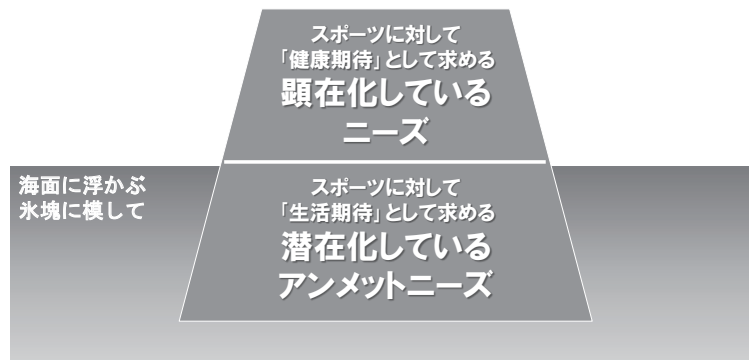 スポーツに対して
「健康期待」として求める
顕在化している
ニーズ
海面に浮かぶ
氷塊に模して
スポーツに対して
「生活期待」として求める
潜在化している
アンメットニーズ